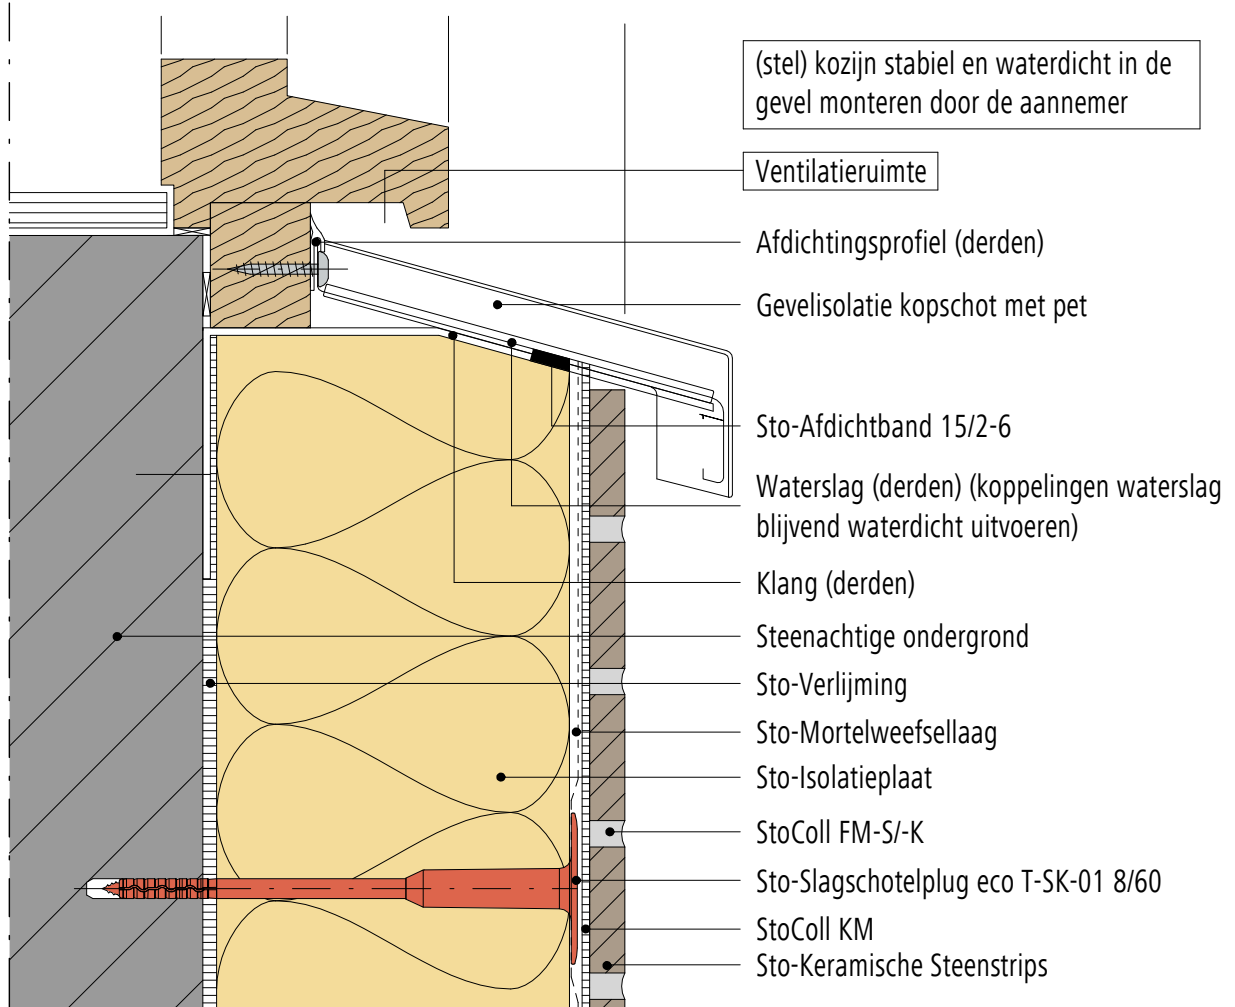 (stel) kozijn stabiel en waterdicht in de
gevel monteren door de aannemer
Ventilatieruimte
Afdichtingsprofiel (derden)
Gevelisolatie kopschot met pet
Sto-Afdichtband 15/2-6
Waterslag (derden) (koppelingen waterslag
blijvend waterdicht uitvoeren)
Klang (derden)
Steenachtige ondergrond
Sto-Verlijming
Sto-Mortelweefsellaag
Sto-Isolatieplaat
StoColl FM-S/-K
Sto-Slagschotelplug eco T-SK-01 8/60
StoColl KM
Sto-Keramische Steenstrips